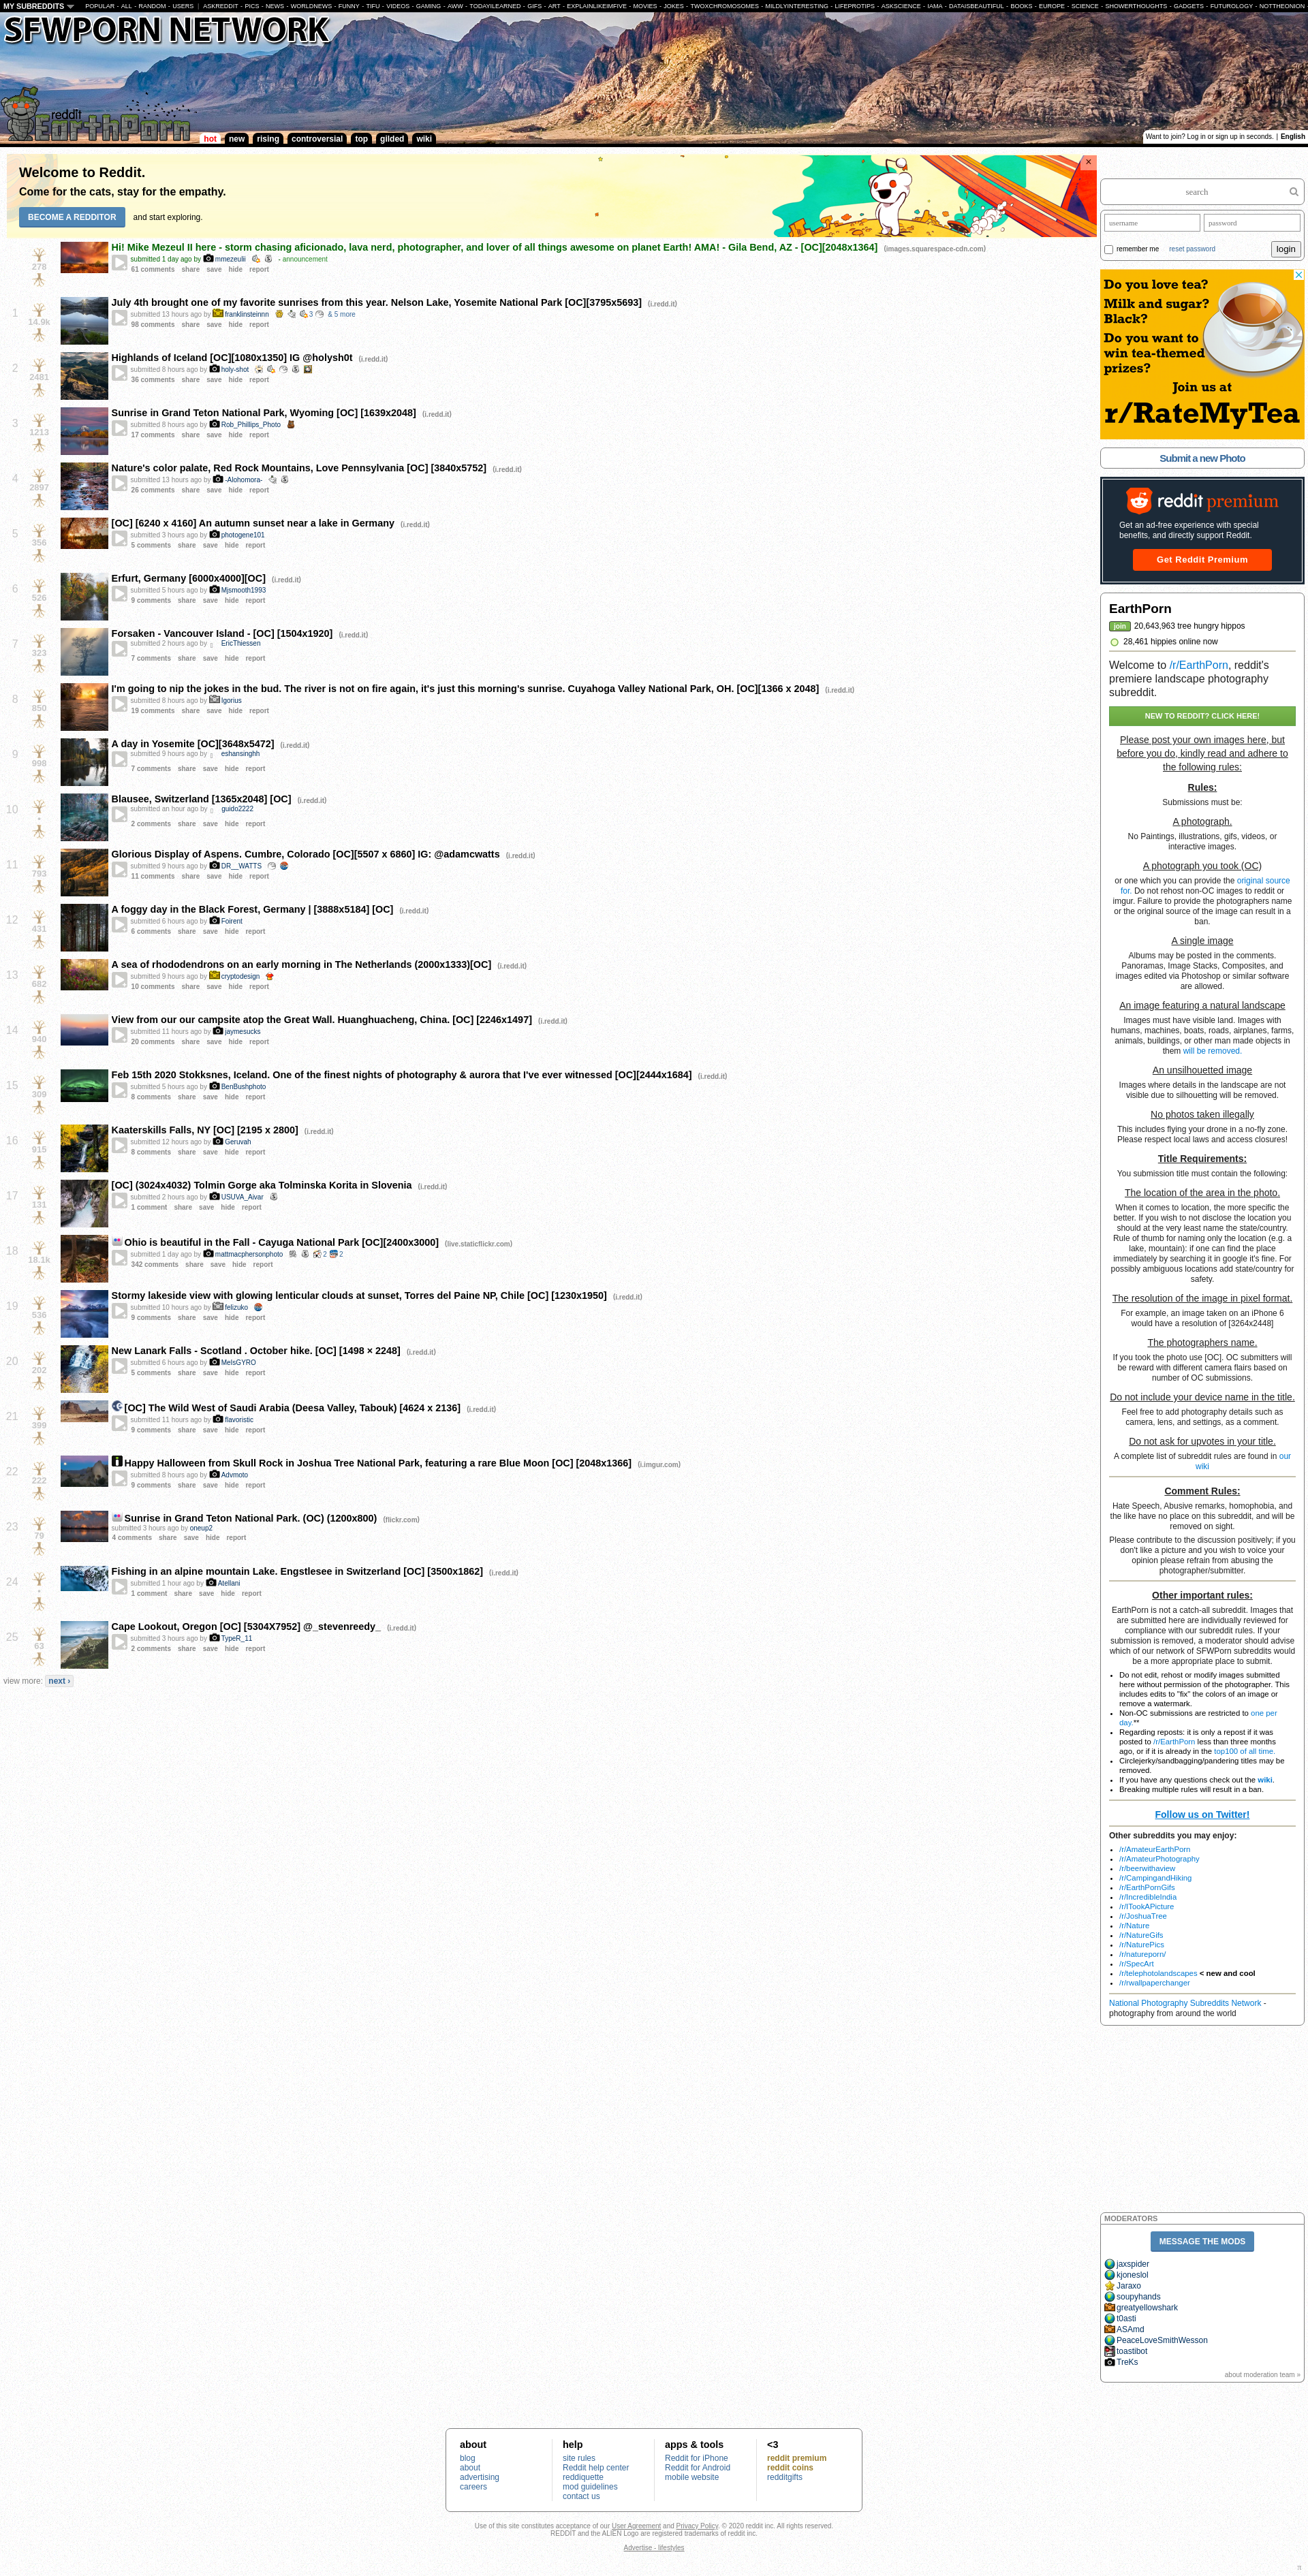 MY SUBREDDITS POPULAR - ALL - RANDOM - USERS | ASKREDDIT - PICS - NEWS - WORLDNEWS - FUNNY - TIFU - VIDEOS - GAMING - AWW - TODAYILEARNED - GIFS - ART - EXPLAINLIKEIMFIVE - MOVIES - JOKES - TWOXCHROMOSOMES - MILDLYINTERESTING - LIFEPROTIPS - ASKSCIENCE - IAMA - DATAISBEAUTIFUL - BOOKS - EUROPE - SCIENCE - SHOWERTHOUGHTS - GADGETS - FUTUROLOGY - NOTTHEONION
SFWPORN NETWORK
reddit
EarthPorn
hot new rising controversial top gilded wiki
Want to join? Log in or sign up in seconds. | English
Welcome to Reddit.
Come for the cats, stay for the empathy.
BECOME A REDDITOR and start exploring.
278
Hi! Mike Mezeul II here - storm chasing aficionado, lava nerd, photographer, and lover of all things awesome on planet Earth! AMA! - Gila Bend, AZ - [OC][2048x1364] (images.squarespace-cdn.com)
submitted 1 day ago by mmezeulii - announcement
61 comments share save hide report
1
14.9k
July 4th brought one of my favorite sunrises from this year. Nelson Lake, Yosemite National Park [OC][3795x5693] (i.redd.it)
submitted 13 hours ago by franklinsteinnn 3 & 5 more
98 comments share save hide report
2
2481
Highlands of Iceland [OC][1080x1350] IG @holysh0t (i.redd.it)
submitted 8 hours ago by holy-shot
36 comments share save hide report
3
1213
Sunrise in Grand Teton National Park, Wyoming [OC] [1639x2048] (i.redd.it)
submitted 8 hours ago by Rob_Phillips_Photo
17 comments share save hide report
4
2897
Nature's color palate, Red Rock Mountains, Love Pennsylvania [OC] [3840x5752] (i.redd.it)
submitted 13 hours ago by -Alohomora-
26 comments share save hide report
5
356
[OC] [6240 x 4160] An autumn sunset near a lake in Germany (i.redd.it)
submitted 3 hours ago by photogene101
5 comments share save hide report
6
526
Erfurt, Germany [6000x4000][OC] (i.redd.it)
submitted 5 hours ago by Mjsmooth1993
9 comments share save hide report
7
323
Forsaken - Vancouver Island - [OC] [1504x1920] (i.redd.it)
submitted 2 hours ago by EricThiessen
7 comments share save hide report
8
850
I'm going to nip the jokes in the bud. The river is not on fire again, it's just this morning's sunrise. Cuyahoga Valley National Park, OH. [OC][1366 x 2048] (i.redd.it)
submitted 8 hours ago by Igorius
19 comments share save hide report
9
998
A day in Yosemite [OC][3648x5472] (i.redd.it)
submitted 9 hours ago by eshansinghh
7 comments share save hide report
10
•
Blausee, Switzerland [1365x2048] [OC] (i.redd.it)
submitted an hour ago by guido2222
2 comments share save hide report
11
793
Glorious Display of Aspens. Cumbre, Colorado [OC][5507 x 6860] IG: @adamcwatts (i.redd.it)
submitted 9 hours ago by DR__WATTS
11 comments share save hide report
12
431
A foggy day in the Black Forest, Germany | [3888x5184] [OC] (i.redd.it)
submitted 6 hours ago by Foirent
6 comments share save hide report
13
682
A sea of rhododendrons on an early morning in The Netherlands (2000x1333)[OC] (i.redd.it)
submitted 9 hours ago by cryptodesign
10 comments share save hide report
14
940
View from our our campsite atop the Great Wall. Huanghuacheng, China. [OC] [2246x1497] (i.redd.it)
submitted 11 hours ago by jaymesucks
20 comments share save hide report
15
309
Feb 15th 2020 Stokksnes, Iceland. One of the finest nights of photography & aurora that I've ever witnessed [OC][2444x1684] (i.redd.it)
submitted 5 hours ago by BenBushphoto
8 comments share save hide report
16
915
Kaaterskills Falls, NY [OC] [2195 x 2800] (i.redd.it)
submitted 12 hours ago by Geruvah
8 comments share save hide report
17
131
[OC] (3024x4032) Tolmin Gorge aka Tolminska Korita in Slovenia (i.redd.it)
submitted 2 hours ago by USUVA_Aivar
1 comment share save hide report
18
18.1k
Ohio is beautiful in the Fall - Cayuga National Park [OC][2400x3000] (live.staticflickr.com)
submitted 1 day ago by mattmacphersonphoto 2 2
342 comments share save hide report
19
536
Stormy lakeside view with glowing lenticular clouds at sunset, Torres del Paine NP, Chile [OC] [1230x1950] (i.redd.it)
submitted 10 hours ago by felizuko
9 comments share save hide report
20
202
New Lanark Falls - Scotland . October hike. [OC] [1498 × 2248] (i.redd.it)
submitted 6 hours ago by MelsGYRO
5 comments share save hide report
21
399
[OC] The Wild West of Saudi Arabia (Deesa Valley, Tabouk) [4624 x 2136] (i.redd.it)
submitted 11 hours ago by flavoristic
9 comments share save hide report
22
222
Happy Halloween from Skull Rock in Joshua Tree National Park, featuring a rare Blue Moon [OC] [2048x1366] (i.imgur.com)
submitted 8 hours ago by Advmoto
9 comments share save hide report
23
79
Sunrise in Grand Teton National Park. (OC) (1200x800) (flickr.com)
submitted 3 hours ago by oneup2
4 comments share save hide report
24
•
Fishing in an alpine mountain Lake. Engstlesee in Switzerland [OC] [3500x1862] (i.redd.it)
submitted 1 hour ago by Atellani
1 comment share save hide report
25
63
Cape Lookout, Oregon [OC] [5304X7952] @_stevenreedy_ (i.redd.it)
submitted 3 hours ago by TypeR_11
2 comments share save hide report
view more: next ›
search
username password
remember me reset password login
Do you love tea?
Milk and sugar?
Black?
Do you want to
win tea-themed
prizes?
Join us at
r/RateMyTea
Submit a new Photo
reddit premium
Get an ad-free experience with special
benefits, and directly support Reddit.
Get Reddit Premium
EarthPorn
join 20,643,963 tree hungry hippos
28,461 hippies online now
Welcome to /r/EarthPorn, reddit's
premiere landscape photography
subreddit.
NEW TO REDDIT? CLICK HERE!
Please post your own images here, but
before you do, kindly read and adhere to
the following rules:
Rules:
Submissions must be:
A photograph.
No Paintings, illustrations, gifs, videos, or
interactive images.
A photograph you took (OC)
or one which you can provide the original source
for. Do not rehost non-OC images to reddit or
imgur. Failure to provide the photographers name
or the original source of the image can result in a
ban.
A single image
Albums may be posted in the comments.
Panoramas, Image Stacks, Composites, and
images edited via Photoshop or similar software
are allowed.
An image featuring a natural landscape
Images must have visible land. Images with
humans, machines, boats, roads, airplanes, farms,
animals, buildings, or other man made objects in
them will be removed.
An unsilhouetted image
Images where details in the landscape are not
visible due to silhouetting will be removed.
No photos taken illegally
This includes flying your drone in a no-fly zone.
Please respect local laws and access closures!
Title Requirements:
You submission title must contain the following:
The location of the area in the photo.
When it comes to location, the more specific the
better. If you wish to not disclose the location you
should at the very least name the state/country.
Rule of thumb for naming only the location (e.g. a
lake, mountain): if one can find the place
immediately by searching it in google it's fine. For
possibly ambiguous locations add state/country for
safety.
The resolution of the image in pixel format.
For example, an image taken on an iPhone 6
would have a resolution of [3264x2448]
The photographers name.
If you took the photo use [OC]. OC submitters will
be reward with different camera flairs based on
number of OC submissions.
Do not include your device name in the title.
Feel free to add photography details such as
camera, lens, and settings, as a comment.
Do not ask for upvotes in your title.
A complete list of subreddit rules are found in our
wiki
Comment Rules:
Hate Speech, Abusive remarks, homophobia, and
the like have no place on this subreddit, and will be
removed on sight.
Please contribute to the discussion positively; if you
don't like a picture and you wish to voice your
opinion please refrain from abusing the
photographer/submitter.
Other important rules:
EarthPorn is not a catch-all subreddit. Images that
are submitted here are individually reviewed for
compliance with our subreddit rules. If your
submission is removed, a moderator should advise
which of our network of SFWPorn subreddits would
be a more appropriate place to submit.
• Do not edit, rehost or modify images submitted
here without permission of the photographer. This
includes edits to "fix" the colors of an image or
remove a watermark.
• Non-OC submissions are restricted to one per
day.**
• Regarding reposts: it is only a repost if it was
posted to /r/EarthPorn less than three months
ago, or if it is already in the top100 of all time.
• Circlejerky/sandbagging/pandering titles may be
removed.
• If you have any questions check out the wiki.
• Breaking multiple rules will result in a ban.
Follow us on Twitter!
Other subreddits you may enjoy:
• /r/AmateurEarthPorn
• /r/AmateurPhotography
• /r/beerwithaview
• /r/CampingandHiking
• /r/EarthPornGifs
• /r/IncredibleIndia
• /r/ITookAPicture
• /r/JoshuaTree
• /r/Nature
• /r/NatureGifs
• /r/NaturePics
• /r/natureporn/
• /r/SpecArt
• /r/telephotolandscapes < new and cool
• /r/rwallpaperchanger
National Photography Subreddits Network -
photography from around the world
MODERATORS
MESSAGE THE MODS
jaxspider
kjoneslol
Jaraxo
soupyhands
greatyellowshark
t0asti
ASAmd
PeaceLoveSmithWesson
toastibot
TreKs
about moderation team »
about
blog
about
advertising
careers
help
site rules
Reddit help center
reddiquette
mod guidelines
contact us
apps & tools
Reddit for iPhone
Reddit for Android
mobile website
<3
reddit premium
reddit coins
redditgifts
Use of this site constitutes acceptance of our User Agreement and Privacy Policy. © 2020 reddit inc. All rights reserved.
REDDIT and the ALIEN Logo are registered trademarks of reddit inc.
Advertise - lifestyles
π